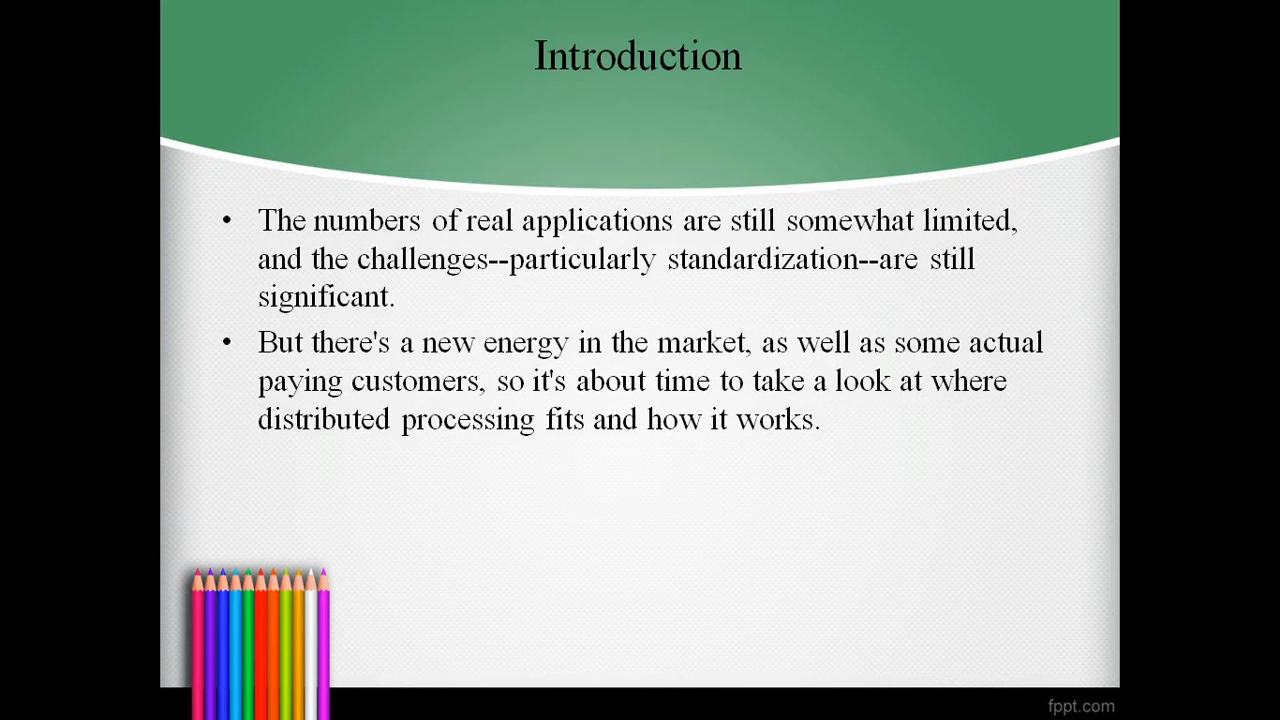 Introduction
• The numbers of real applications are still somewhat limited,
and the challenges--particularly standardization--are still
significant.
• But there's a new energy in the market, as well as some actual
paying customers, so it's about time to take a look at where
distributed processing fits and how it works.
fppt.com